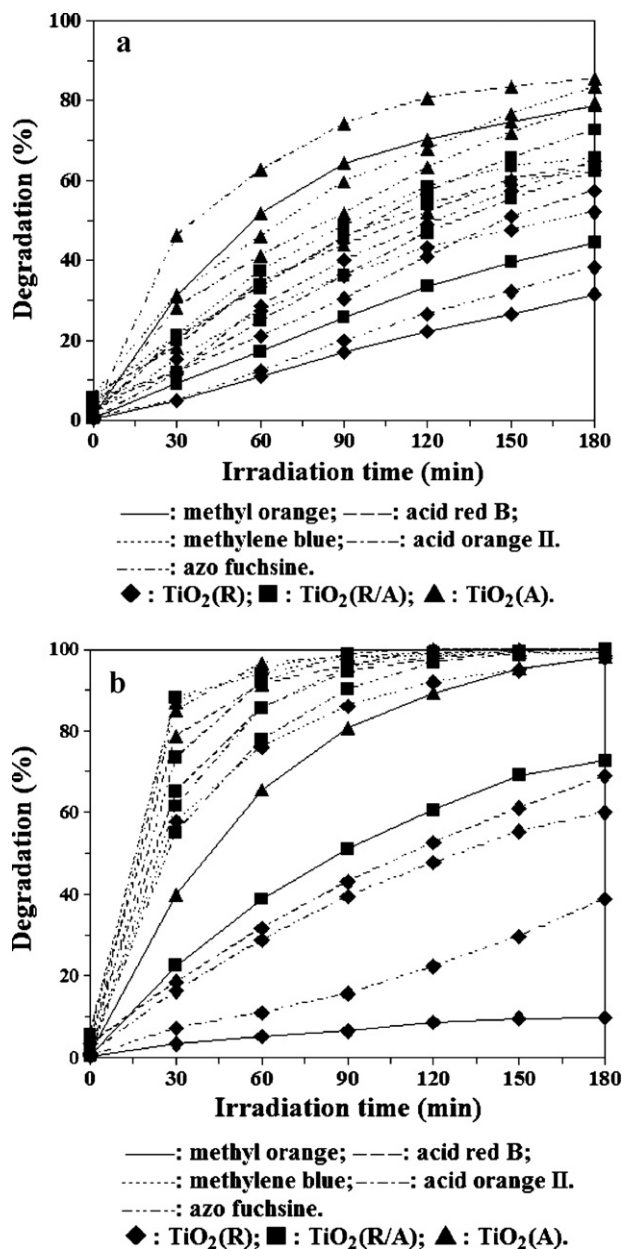 a
100
80
60
40
20
0
Degradation (%)
0 30 60 90 120 150 180
Irradiation time (min)
: methyl orange; : acid red B;
: methylene blue; : acid orange II.
: azo fuchsine.
◆ : TiO₂(R); ■ : TiO₂(R/A); ▲ : TiO₂(A).
b
100
80
60
40
20
0
Degradation (%)
0 30 60 90 120 150 180
Irradiation time (min)
: methyl orange; : acid red B;
: methylene blue; : acid orange II.
: azo fuchsine.
◆ : TiO₂(R); ■ : TiO₂(R/A); ▲ : TiO₂(A).